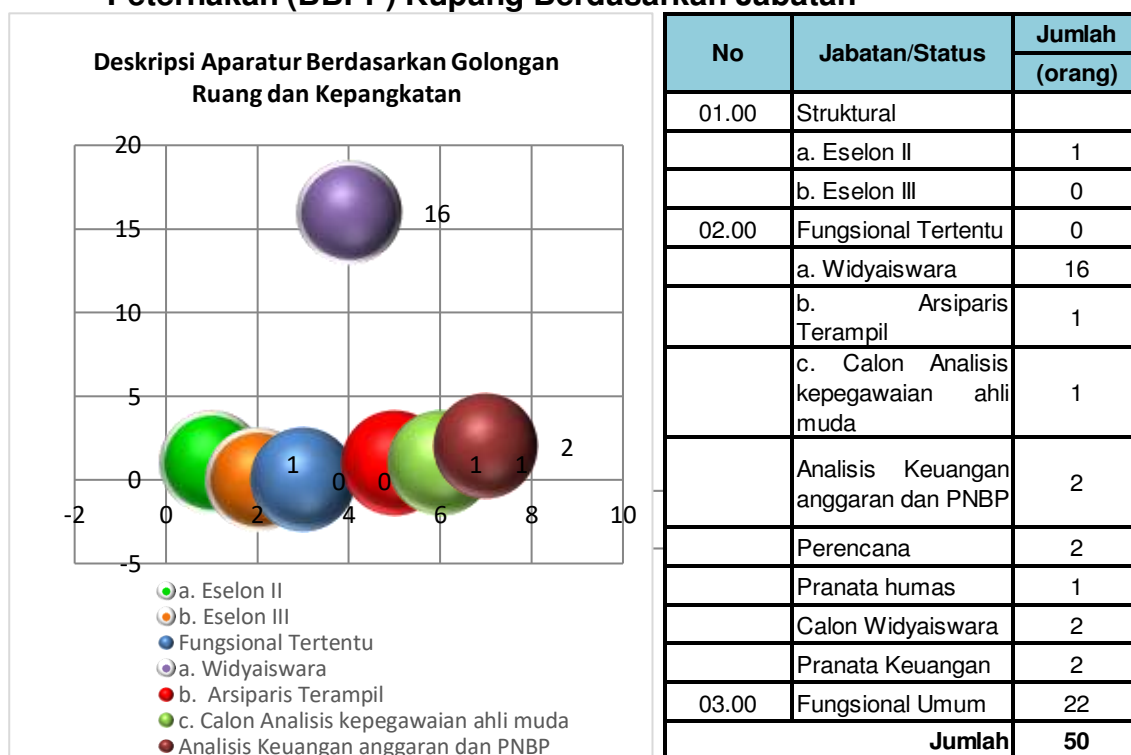 Peternakan (BBPP) Kupang Berdasarkan Jabatan
Deskripsi Aparatur Berdasarkan Golongan
Ruang dan Kepangkatan
20
15
10
5
0
-5
-2 0 2 4 6 8 10
16
1
0
0
1
1
2
a. Eselon II
b. Eselon III
Fungsional Tertentu
a. Widyaiswara
b. Arsiparis Terampil
c. Calon Analisis kepegawaian ahli muda
Analisis Keuangan anggaran dan PNBP
No Jabatan/Status Jumlah
(orang)
01.00 Struktural
a. Eselon II 1
b. Eselon III 0
02.00 Fungsional Tertentu 0
a. Widyaiswara 16
b. Arsiparis
Terampil 1
c. Calon Analisis
kepegawaian ahli 1
muda
Analisis Keuangan
anggaran dan PNBP 2
Perencana 2
Pranata humas 1
Calon Widyaiswara 2
Pranata Keuangan 2
03.00 Fungsional Umum 22
Jumlah 50